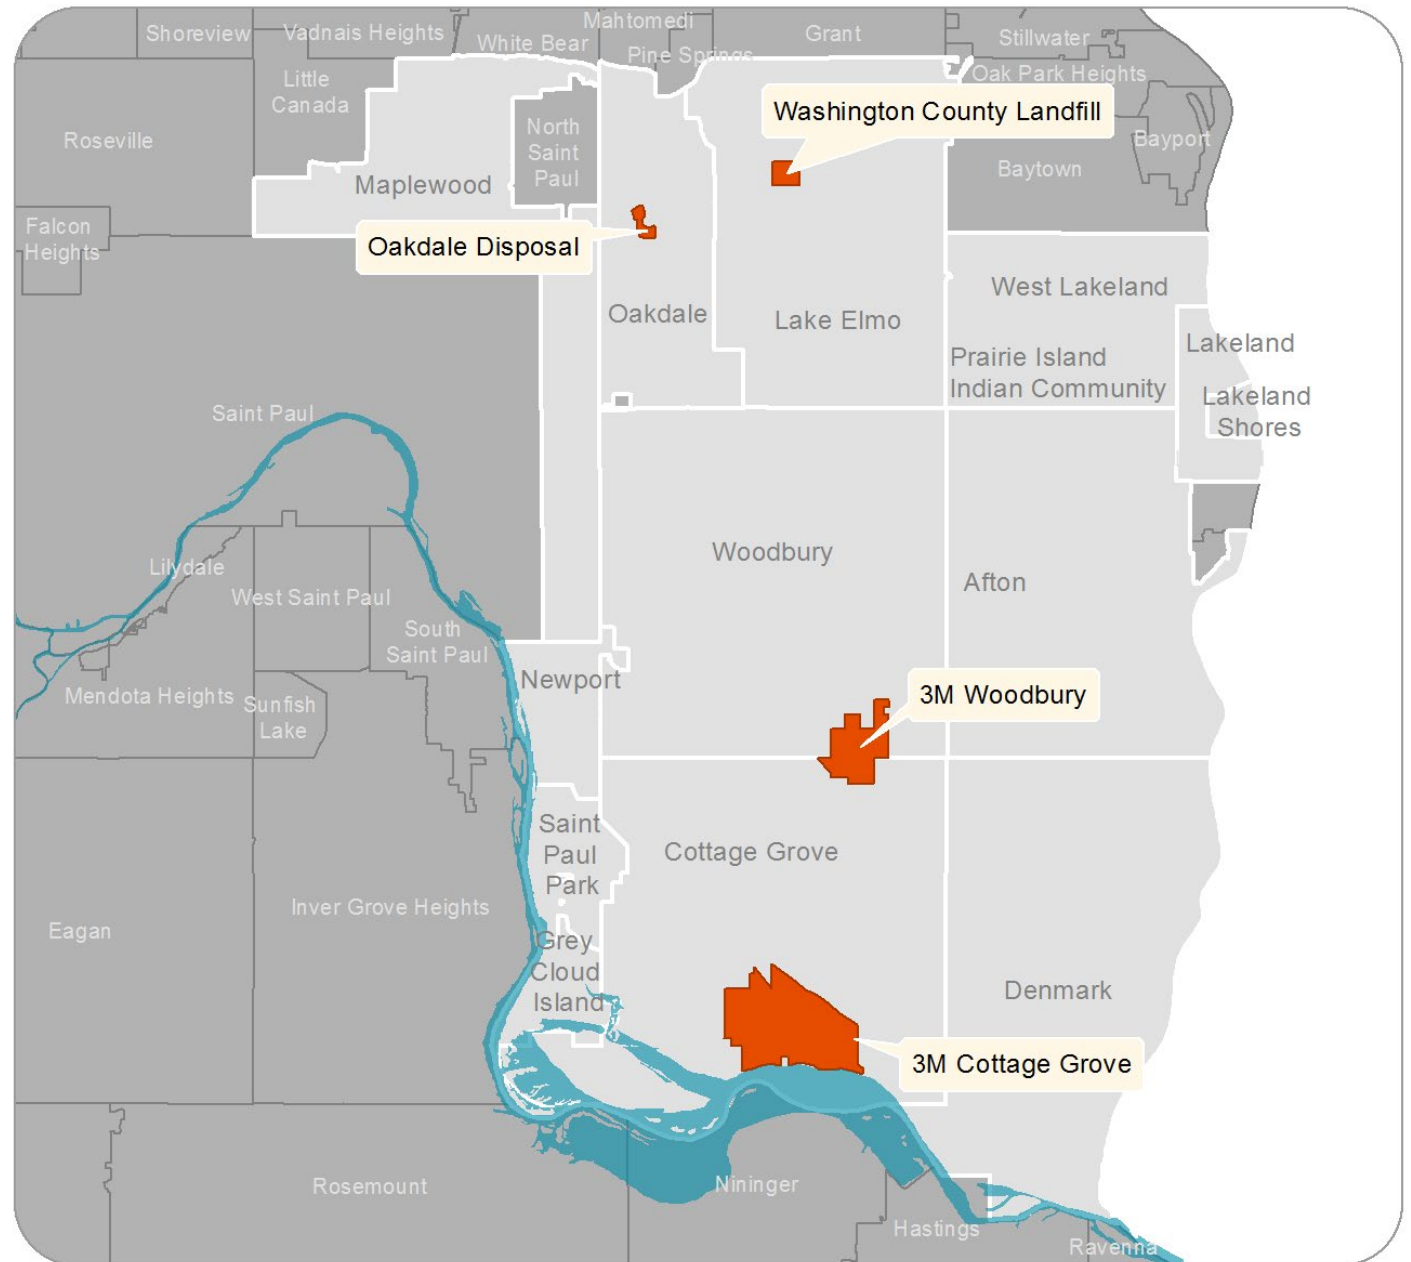 Mahtomedi
Shoreview
Vadnais Heights
White Bear
Grant
Stillwater
Pine Springs
Little
Canada
Oak Park Heights
Washington County Landfill
Roseville
North
Saint
Paul
Bayport
Baytown
Maplewood
Falcon
Heights
Oakdale Disposal
West Lakeland
Oakdale
Lake Elmo
Lakeland
Prairie Island
Indian Community
Lakeland
Shores
Saint Paul
Woodbury
Afton
Lilydale
West Saint Paul
South
Saint Paul
Newport
3M Woodbury
Mendota Heights
Sunfish
Lake
Saint
Paul
Park
Cottage Grove
Inver Grove Heights
Eagan
Grey
Cloud
Island
Denmark
3M Cottage Grove
Rosemount
Nininger
Hastings
Ravenna